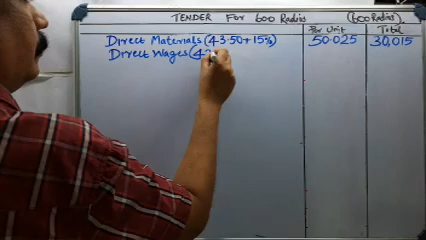 TENDER For 600 Radios (600 Radios)
Per Unit Total
Direct Materials (43.50+15%) 50.025 30,015
Direct Wages (4